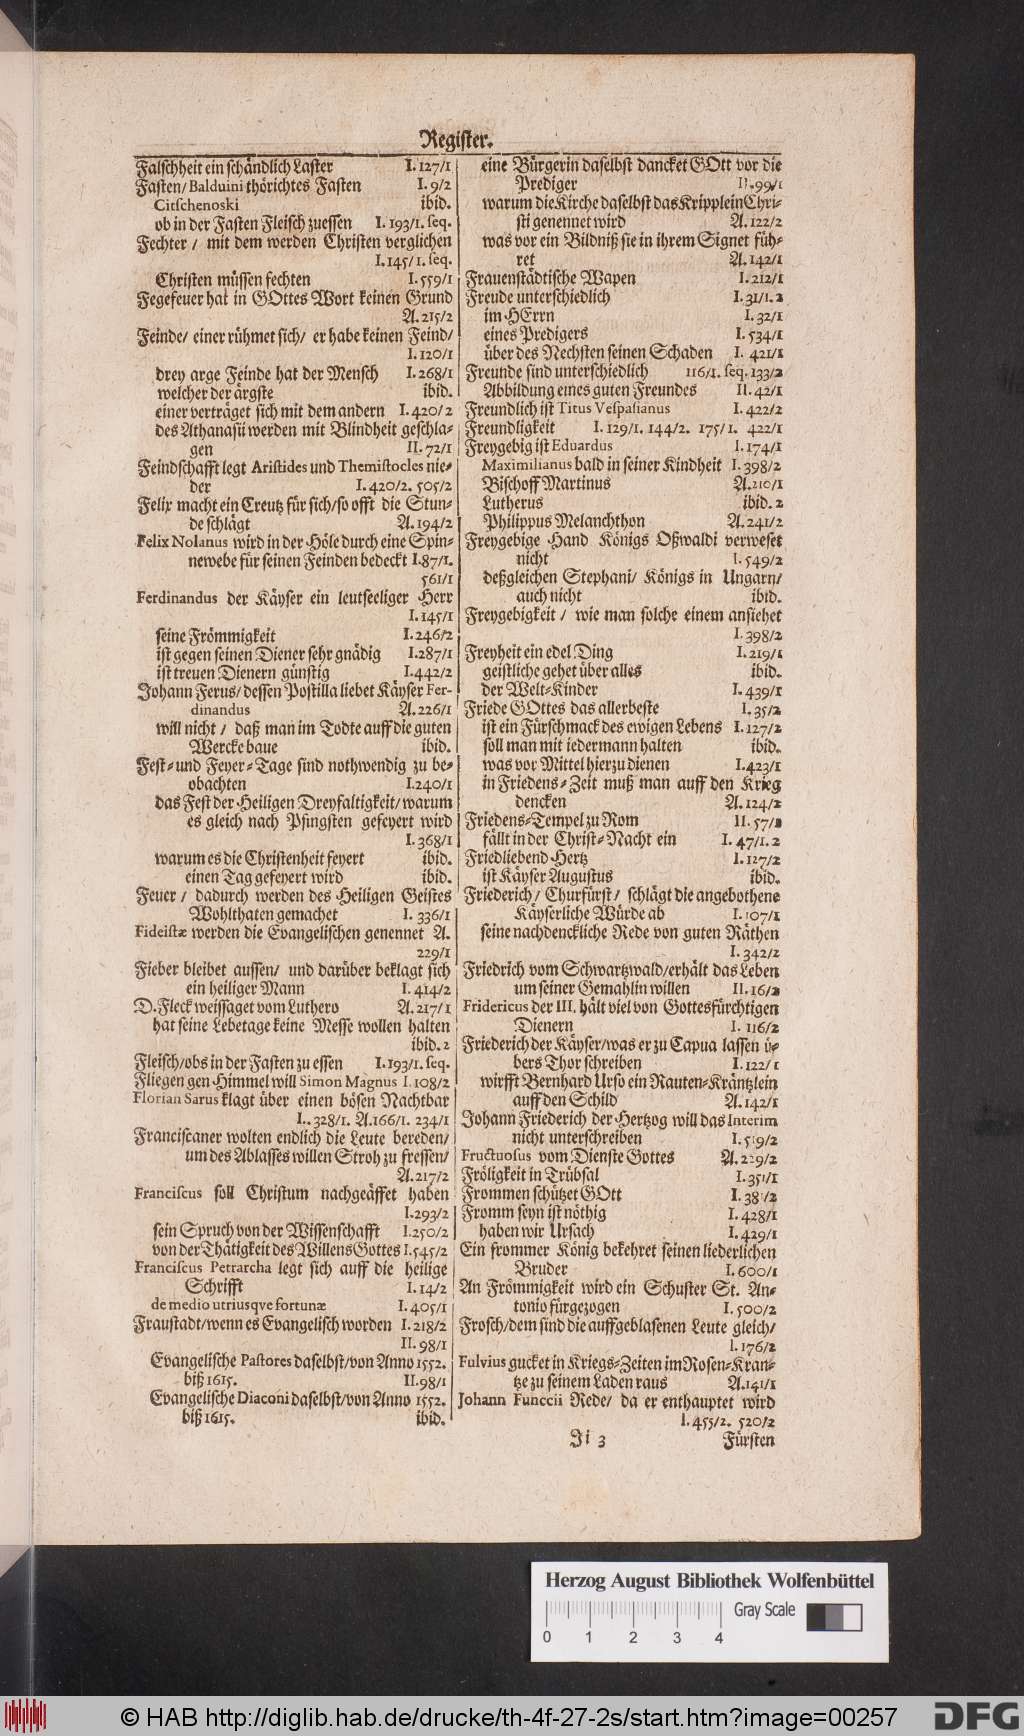 Register.
Falschheit ein schändlich Laster I. 127/1
Fasten/ Balduini thörichtes Fasten I. 9/2
Citschenoski ibid.
ob in der Fasten Fleisch zuessen I. 193/1. seq.
Fechter / mit dem werden Christen verglichen
I. 145/1. seq.
Christen müssen fechten I. 559/1
Fegefeuer hat in GOttes Wort keinen Grund
A. 215/2
Feinde/ einer rühmet sich/ er habe keinen Feind/
I. 120/1
drey arge Feinde hat der Mensch I. 268/1
welcher der ärgste ibid.
einer verträget sich mit dem andern I. 420/2
des Athanasii werden mit Blindheit geschla-
gen II. 72/1
Feindschafft legt Aristides und Themistocles nie-
der I. 420/2. 505/2
Felix macht ein Creutz für sich/so offt die Stun-
de schlägt A. 194/2
Felix Nolanus wird in der Höle durch eine Spin-
newebe für seinen Feinden bedeckt I.87/1.
561/1
Ferdinandus der Käyser ein leutseeliger Herr
I. 145/1
seine Frömmigkeit I. 246/2
ist gegen seinen Diener sehr gnädig I.287/1
ist treuen Dienern günstig I.442/2
Johann Ferus/ dessen Postilla liebet Käyser Fer-
dinandus A. 226/1
will nicht / daß man im Todte auff die guten
Wercke baue ibid.
Fest- und Feyer-Tage sind nothwendig zu be-
obachten I.240/1
das Fest der Heiligen Dreyfaltigkeit/ warum
es gleich nach Pfingsten gefeyert wird
I. 368/1
warum es die Christenheit feyert ibid.
einen Tag gefeyert wird ibid.
Feuer / dadurch werden des Heiligen Geistes
Wohlthaten gemachet I. 336/1
Fideistæ werden die Evangelischen genennet A.
229/1
Fieber bleibet aussen/ und darüber beklagt sich
ein heiliger Mann I. 414/2
D. Fleck weissaget vom Luthero A. 217/1
hat seine Lebetage keine Messe wollen halten
ibid. 2
Fleisch/obs in der Fasten zu essen I.193/1. seq.
Fliegen gen Himmel will Simon Magnus I. 108/2
Florian Sarus klagt über einen bösen Nachtbar
I. 328/1. A.166/1. 234/1
Franciscaner wolten endlich die Leute bereden/
um des Ablasses willen Stroh zu fressen/
A. 217/2
Franciscus soll Christum nachgeäffet haben
I.293/2
sein Spruch von der Wissenschafft I.250/2
von der Thätigkeit des Willens Gottes I.545/2
Franciscus Petrarcha legt sich auff die heilige
Schrifft I. 14/2
de medio utriusqve fortunæ I. 405/1
Fraustadt/wenn es Evangelisch worden I. 218/2
II. 98/1
Evangelische Pastores daselbst/von Anno 1552.
biß 1615. II.98/1
Evangelische Diaconi daselbst/von Anno 1552.
biß 1615. ibid.
eine Bürgerin daselbst dancket GOtt vor die
Prediger II.99/1
warum die Kirche daselbst das Kripplein Chri-
sti genennet wird A. 122/2
was vor ein Bildniß sie in ihrem Signet füh-
ret A. 142/1
Frauenstädtische Wapen I. 212/1
Freude unterschiedlich I. 31/1. 2
im HErrn I. 32/1
eines Predigers I. 534/1
über des Nechsten seinen Schaden I. 421/1
Freunde sind unterschiedlich 116/1. seq. 133/2
Abbildung eines guten Freundes II. 42/1
Freundlich ist Titus Vespasianus I. 422/2
Freundligkeit I. 129/1. 144/2. 175/1. 422/1
Freygebig ist Eduardus I. 174/1
Maximilianus bald in seiner Kindheit I. 398/2
Bischoff Martinus A.210/1
Lutherus ibid. 2
Philippus Melanchthon A. 241/2
Freygebige Hand Königs Oßwaldi verweset
nicht I. 549/2
deßgleichen Stephani/ Königs in Ungarn/
auch nicht ibid.
Freygebigkeit / wie man solche einem ansiehet
I. 398/2
Freyheit ein edel Ding I. 219/1
geistliche gehet über alles ibid.
der Welt-Kinder I. 439/1
Friede GOttes das allerbeste I. 35/2
ist ein Fürschmack des ewigen Lebens I. 127/2
soll man mit iedermann halten ibid.
was vor Mittel hierzu dienen I.423/1
in Friedens-Zeit muß man auff den Krieg
dencken A. 124/2
Friedens-Tempel zu Rom II. 57/2
fällt in der Christ-Nacht ein I. 47/1. 2
Friedliebend Hertz I. 127/2
ist Käyser Augustus ibid.
Friederich/ Churfürst/ schlägt die angebothene
Käyserliche Würde ab I. 107/1
seine nachdenckliche Rede von guten Räthen
I. 342/2
Friedrich vom Schwartzwald/erhält das Leben
um seiner Gemahlin willen II. 16/2
Fridericus der III. hält viel von Gottesfürchtigen
Dienern I. 116/2
Friederich der Käyser/was er zu Capua lassen ü-
bers Thor schreiben I. 122/1
wirfft Bernhard Urso ein Rauten-Kräntzlein
auff den Schild A. 142/1
Johann Friederich der Hertzog will das Interim
nicht unterschreiben I. 519/2
Fructuosus vom Dienste Gottes A. 229/2
Fröligkeit in Trübsal I. 351/1
Frommen schützet GOtt I. 38/2
Fromm seyn ist nöthig I. 428/1
haben wir Ursach I. 429/1
Ein frommer König bekehret seinen liederlichen
Bruder I. 600/1
An Frömmigkeit wird ein Schuster St. An-
tonio fürgezogen I. 500/2
Frosch/dem sind die auffgeblasenen Leute gleich/
I. 176/2
Fulvius gucket in Kriegs-Zeiten im Rosen-Kran-
tze zu seinem Laden raus A.141/1
Johann Funccii Rede/ da er enthauptet wird
I. 455/2. 520/2
Ji 3 Fürsten
Herzog August Bibliothek Wolfenbüttel
Gray Scale
0 1 2 3 4
© HAB http://diglib.hab.de/drucke/th-4f-27-2s/start.htm?image=00257
DFG